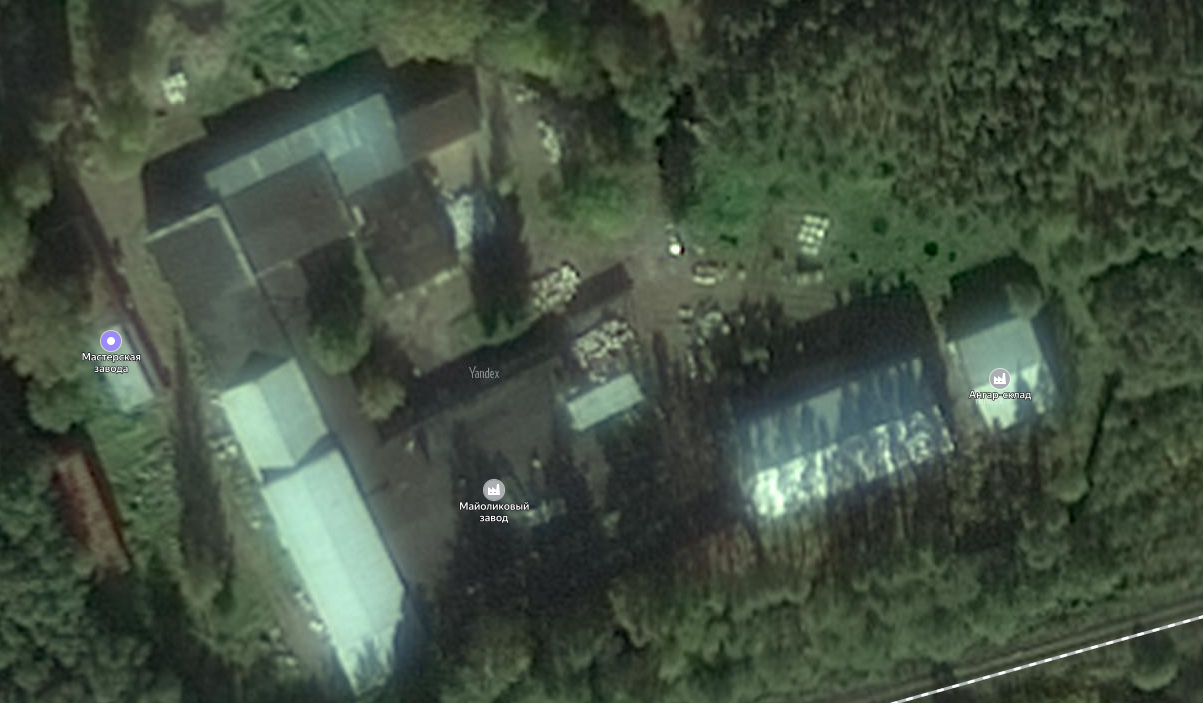 Мастерская
завода
Yandex
Ангар-склад
Майоликовый
завод